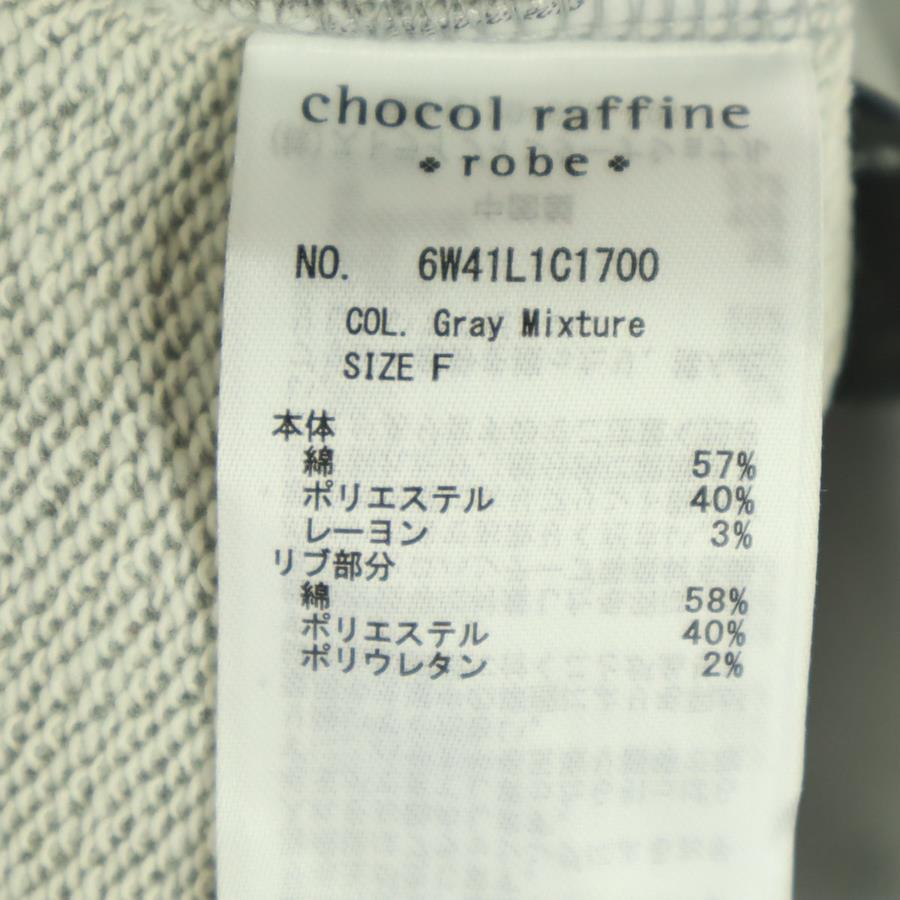 chocol raffine
robe
NO. 6W41L1C1700
COL. Gray Mixture
SIZE F
本体
綿 57%
ポリエステル 40%
レーヨン 3%
リブ部分
綿 58%
ポリエステル 40%
ポリウレタン 2%